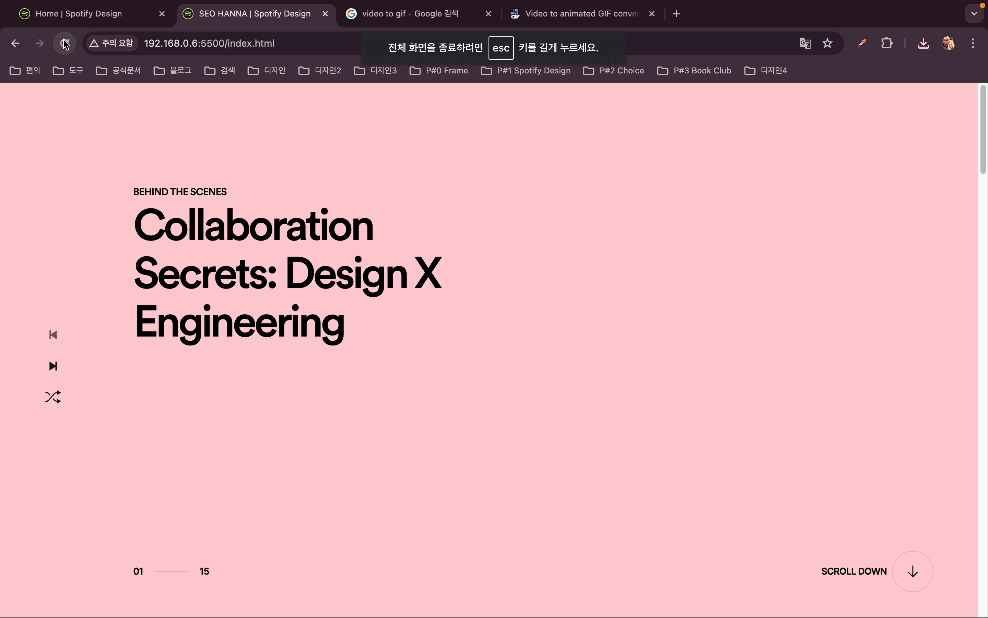 Home | Spotify Design
SEO HANNA | Spotify Design
video to gif - Google 검색
Video to animated GIF conver
주의 요함
192.168.0.6:5500/index.html
전체 화면을 종료하려면 esc 키를 길게 누르세요.
편의
도구
공식문서
블로그
검색
디자인
디자인2
디자인3
P#0 Frame
P#1 Spotify Design
P#2 Choice
P#3 Book Club
디자인4
BEHIND THE SCENES
Collaboration
Secrets: Design X
Engineering
01
15
SCROLL DOWN